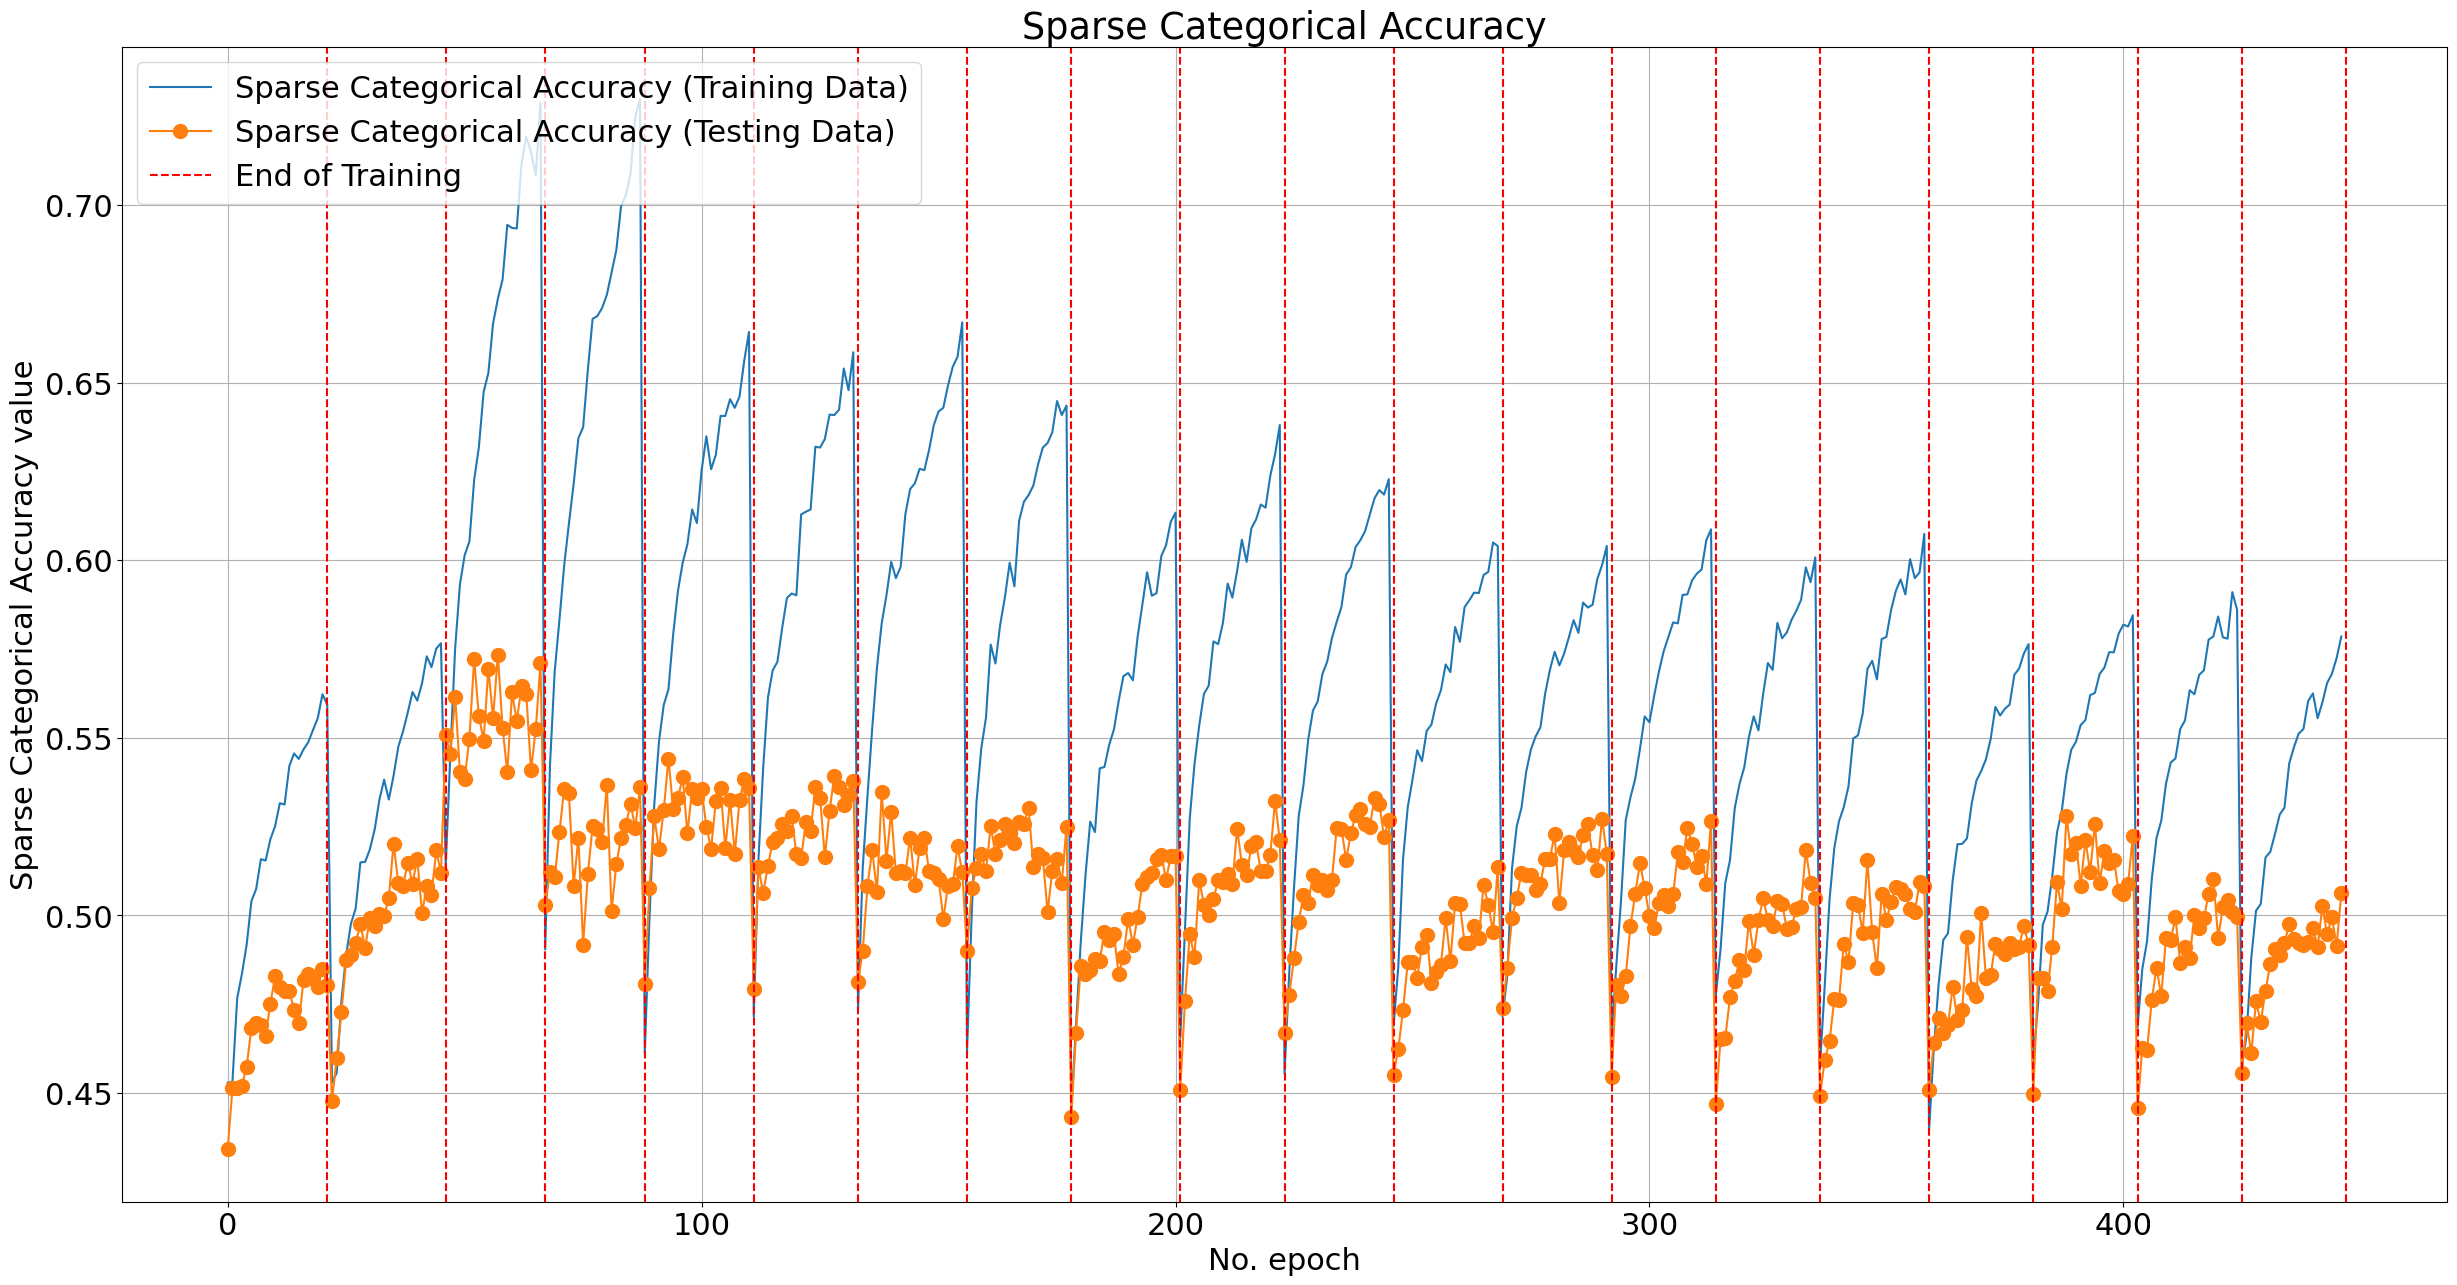 Sparse Categorical Accuracy
Sparse Categorical Accuracy (Training Data)
Sparse Categorical Accuracy (Testing Data)
End of Training
Sparse Categorical Accuracy value
0.70
0.65
0.60
0.55
0.50
0.45
0 100 200 300 400
No. epoch